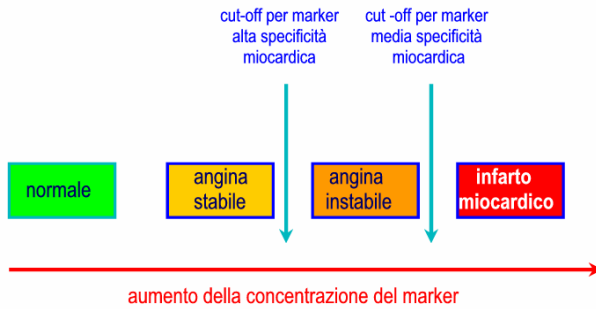 cut-off per marker
alta specificità
miocardica
cut -off per marker
media specificità
miocardica
normale
angina
stabile
angina
instabile
infarto
miocardico
aumento della concentrazione del marker